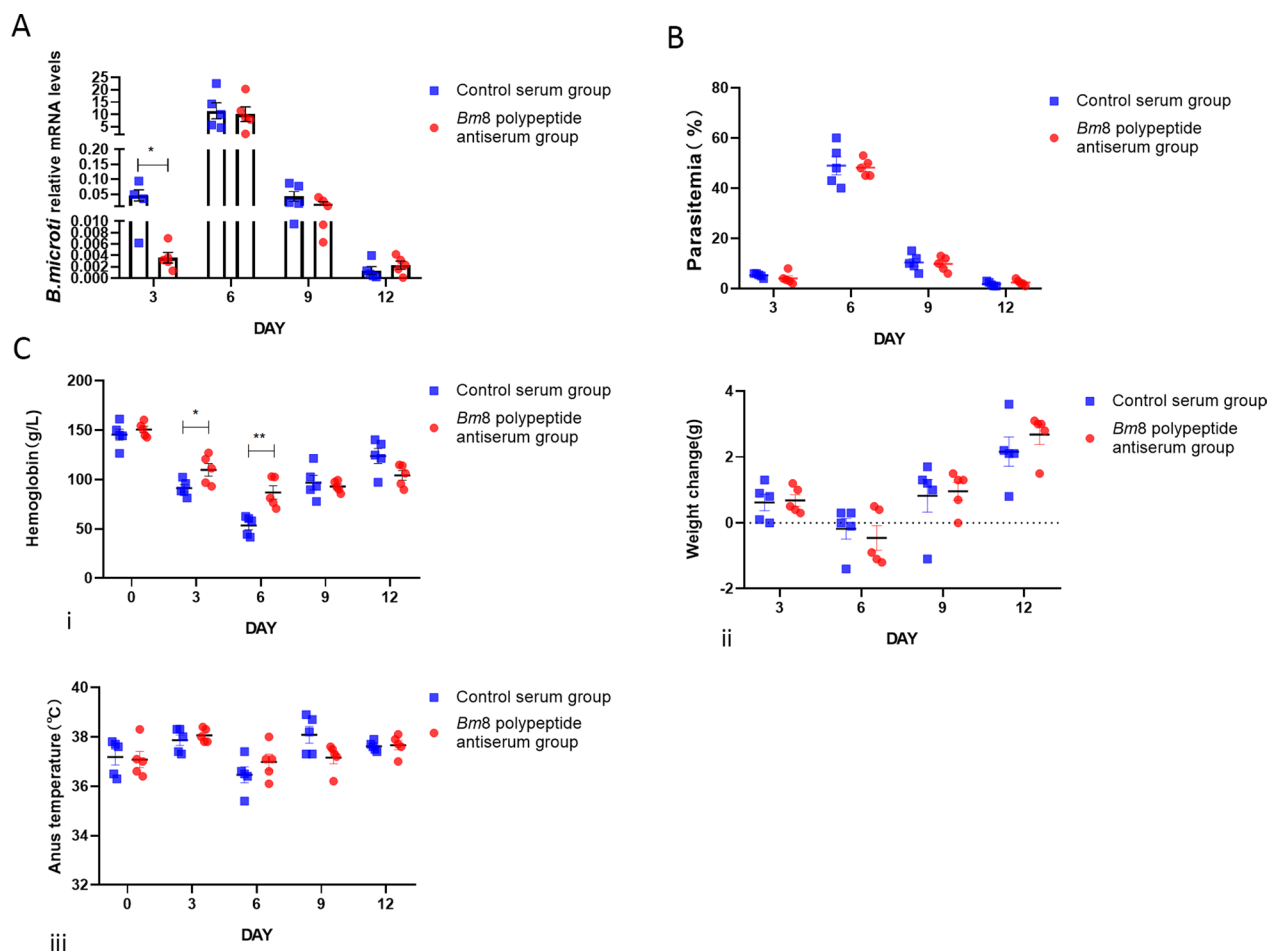 A
B.microti relative mRNA levels
25
20
15
10
5
0.20
0.15
0.10
0.05
0.010
0.008
0.006
0.004
0.002
0.000
*
3
6
9
12
DAY
Control serum group
Bm8 polypeptide
antiserum group
B
Parasitemia（%）
80
60
40
20
0
3
6
9
12
DAY
Control serum group
Bm8 polypeptide
antiserum group
C
Hemoglobin(g/L)
200
150
100
50
0
*
**
0
3
6
9
12
DAY
i
Control serum group
Bm8 polypeptide
antiserum group
Weight change(g)
4
2
0
-2
3
6
9
12
DAY
ii
Control serum group
Bm8 polypeptide
antiserum group
Anus temperature（℃）
40
38
36
34
32
0
3
6
9
12
DAY
iii
Control serum group
Bm8 polypeptide
antiserum group